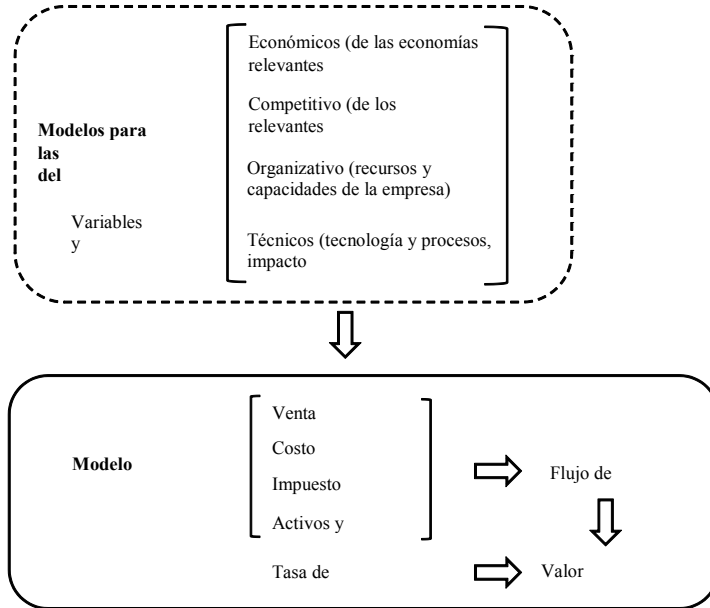 Económicos (de las economías
relevantes
Competitivo (de los
relevantes
Modelos para
las
del
Organizativo (recursos y
capacidades de la empresa)
Variables
y
Técnicos (tecnología y procesos,
impacto
Venta
Costo
Modelo
Impuesto
Flujo de
Activos y
Tasa de
Valor